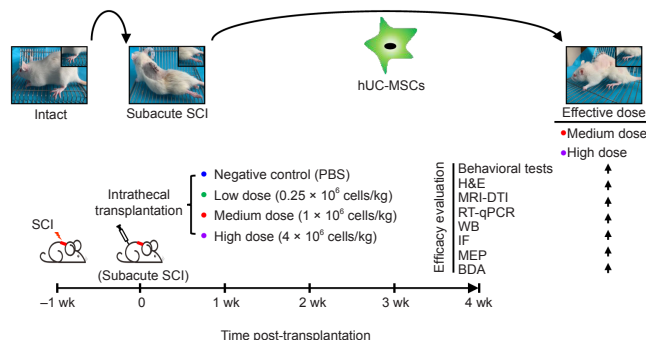 hUC-MSCs
Intact
Subacute SCI
Effective dose
Medium dose
High dose
Negative control (PBS)
Low dose (0.25 × 10⁶ cells/kg)
Medium dose (1 × 10⁶ cells/kg)
High dose (4 × 10⁶ cells/kg)
Intrathecal
transplantation
SCI
(Subacute SCI)
Efficacy evaluation
Behavioral tests
H&E
MRI-DTI
RT-qPCR
WB
IF
MEP
BDA
–1 wk
0
1 wk
2 wk
3 wk
4 wk
Time post-transplantation